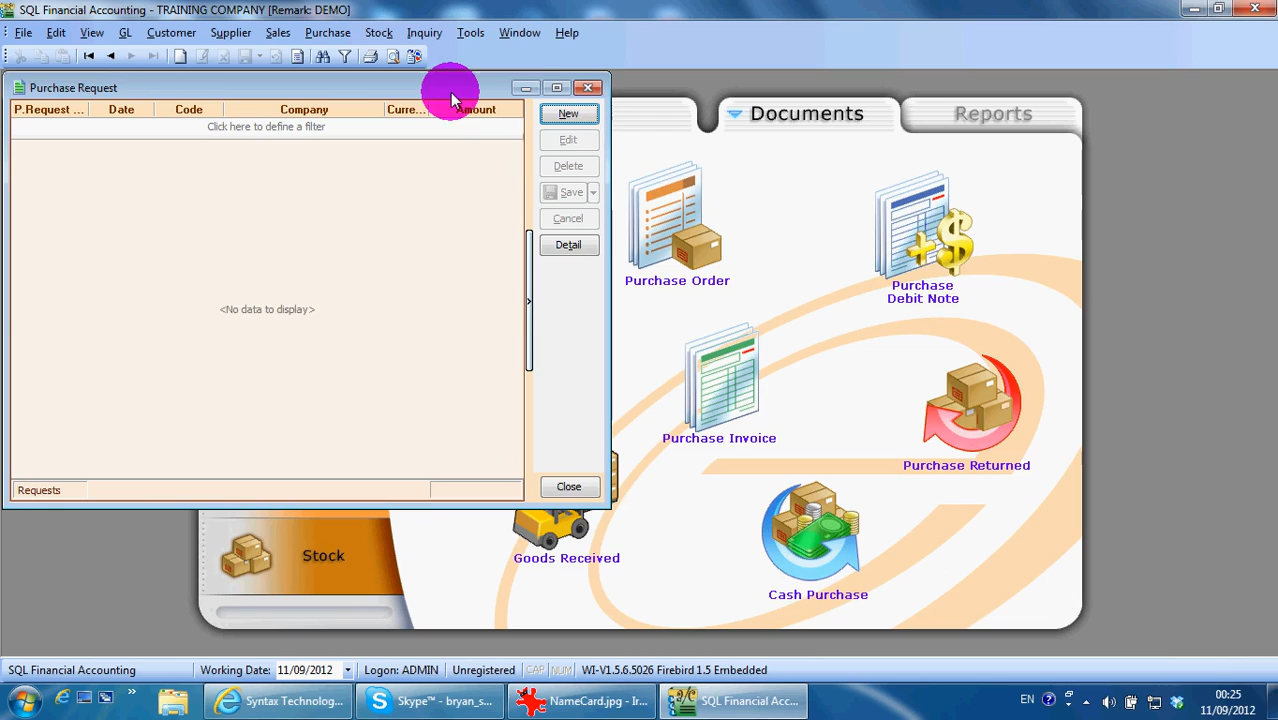 SQL Financial Accounting - TRAINING COMPANY [Remark: DEMO]
File Edit View GL Customer Supplier Sales Purchase Stock Inquiry Tools Window Help
Purchase Request
P.Request ... Date Code Company Curre... Amount
Click here to define a filter
<No data to display>
Requests
New
Edit
Delete
Save
Cancel
Detail
Close
Documents
Reports
Purchase Order
Purchase
Debit Note
Purchase Invoice
Purchase Returned
Goods Received
Cash Purchase
Stock
SQL Financial Accounting Working Date: 11/09/2012 Logon: ADMIN Unregistered CAP NUM WI-V1.5.6.5026 Firebird 1.5 Embedded
Syntax Technolog... Skype™ - bryan_s... NameCard.jpg - Ir... SQL Financial Acc... EN 00:25
11/09/2012